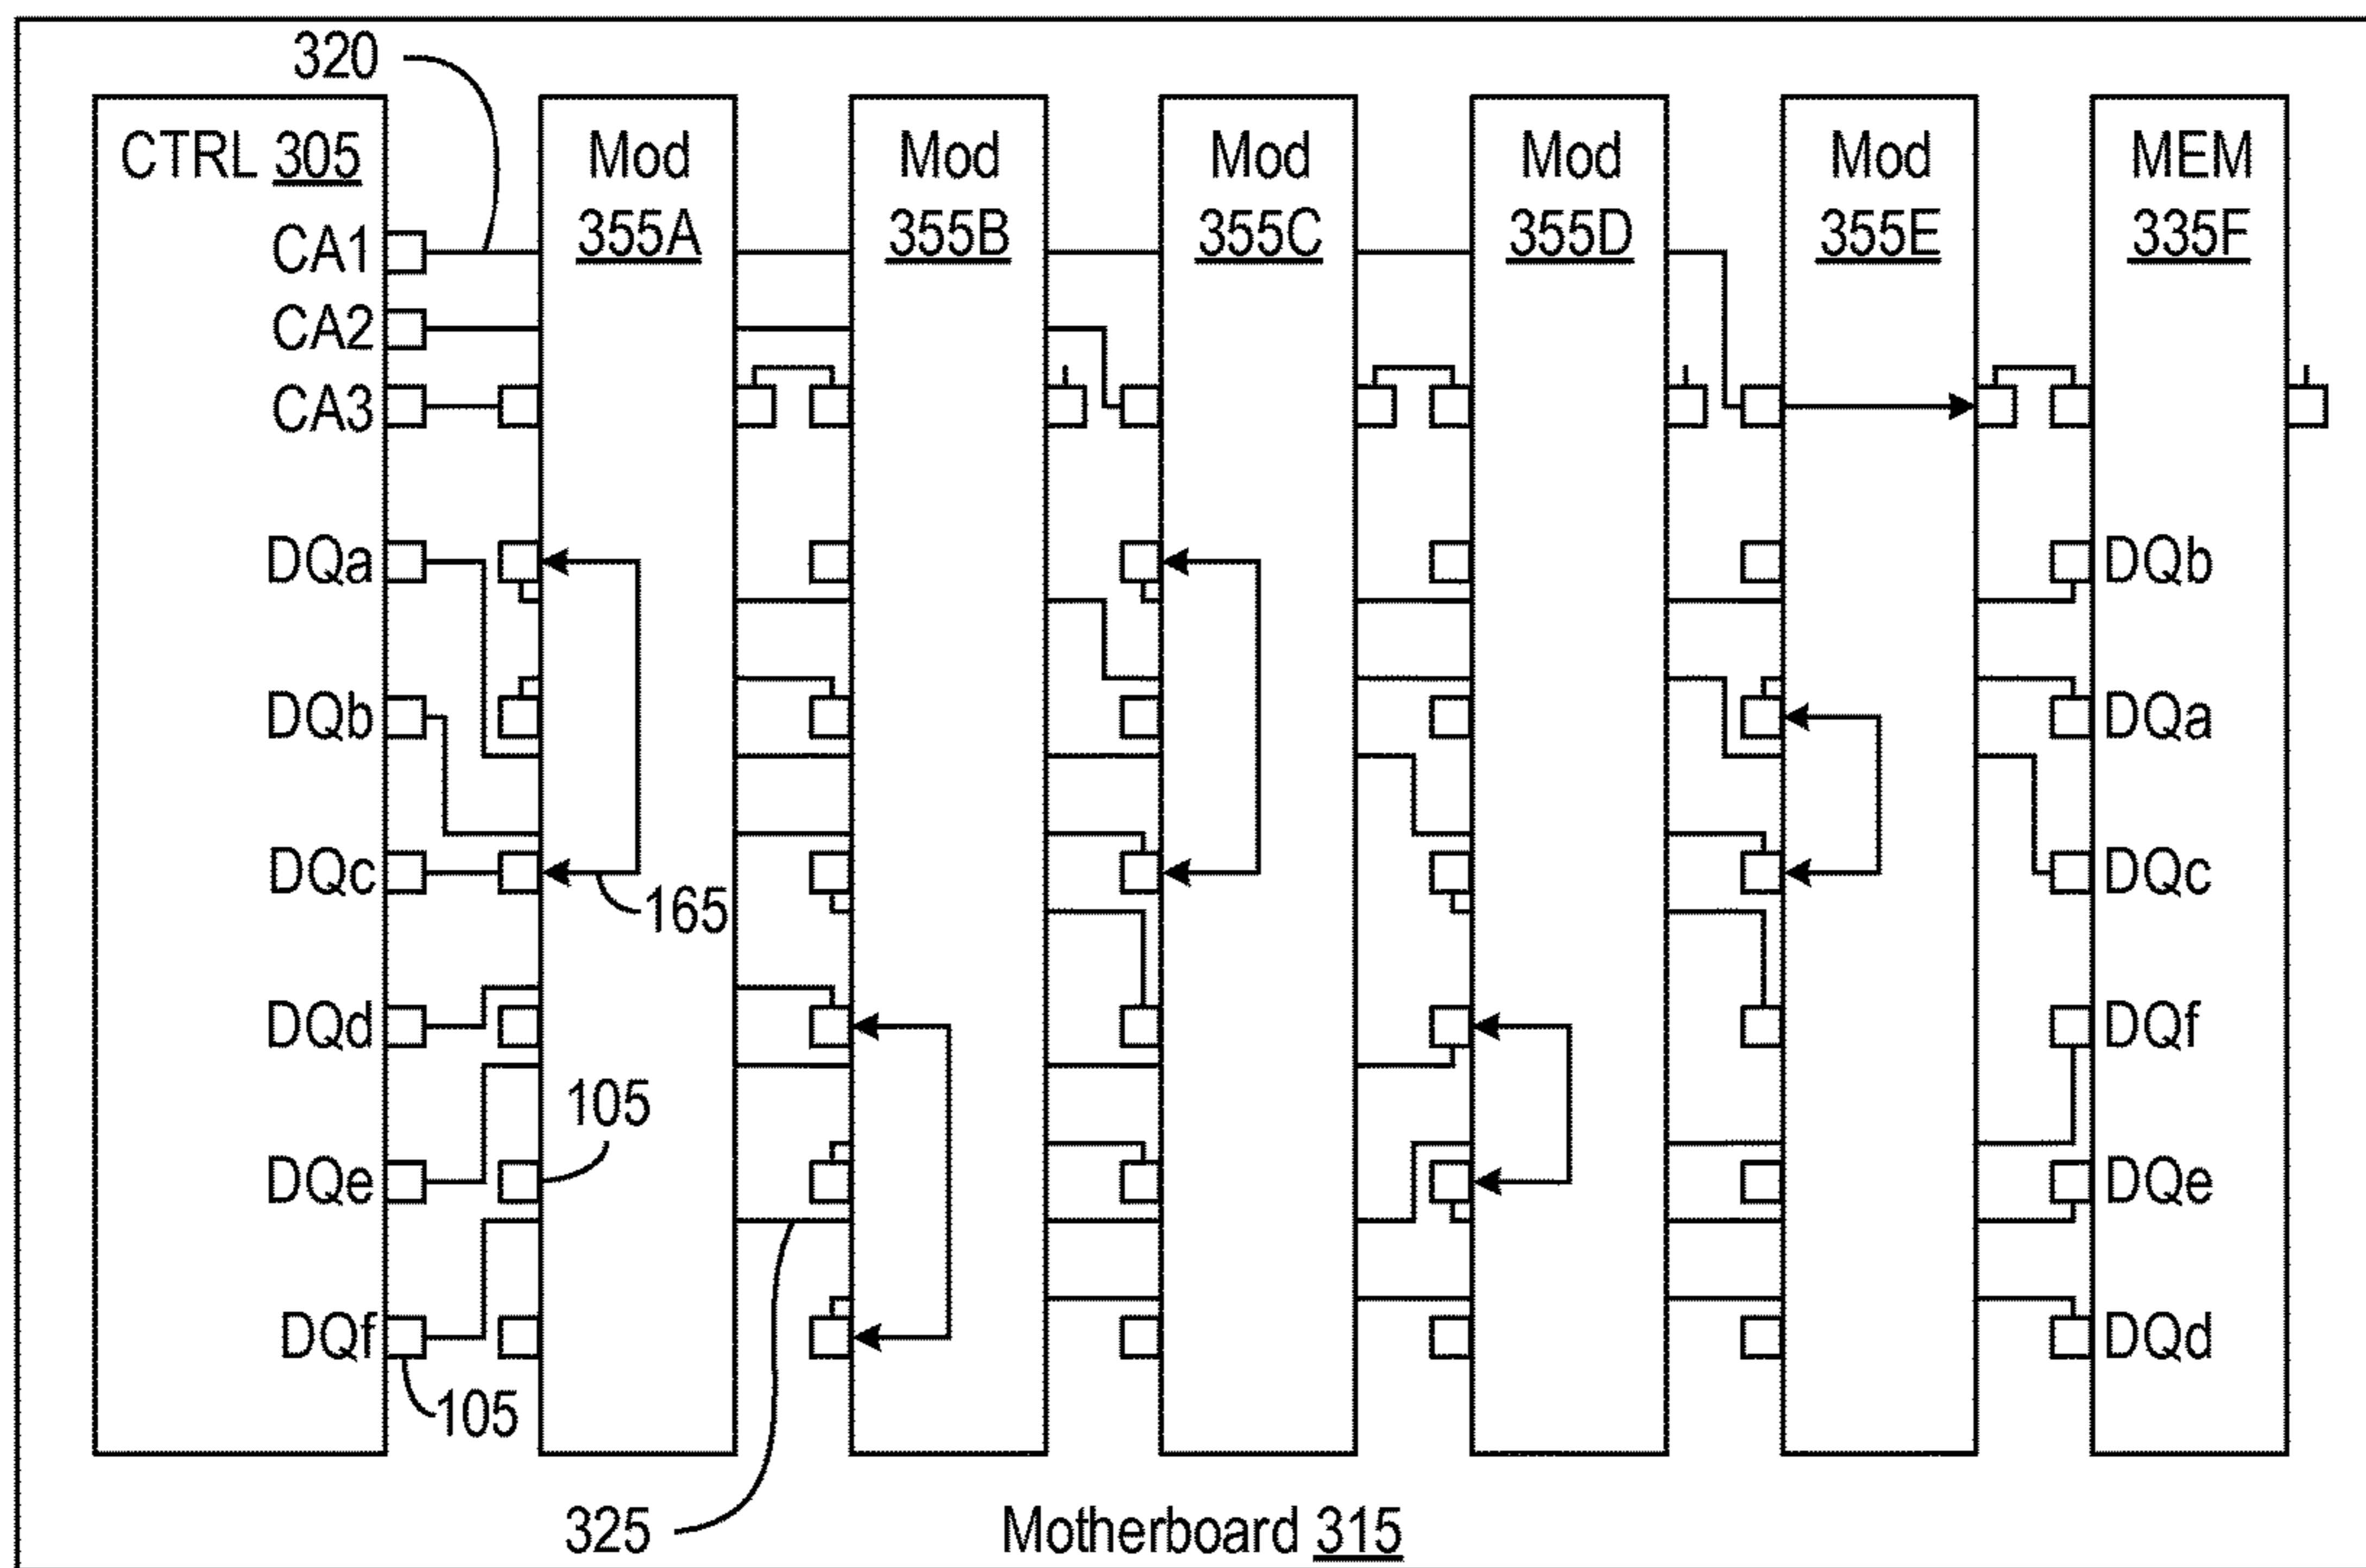 320
CTRL 305
Mod 355A
Mod 355B
Mod 355C
Mod 355D
Mod 355E
MEM 335F
CA1
CA2
CA3
DQa
DQb
DQb
DQa
DQc
DQc
165
DQd
DQf
105
DQe
DQe
DQf
DQd
105
325
Motherboard 315